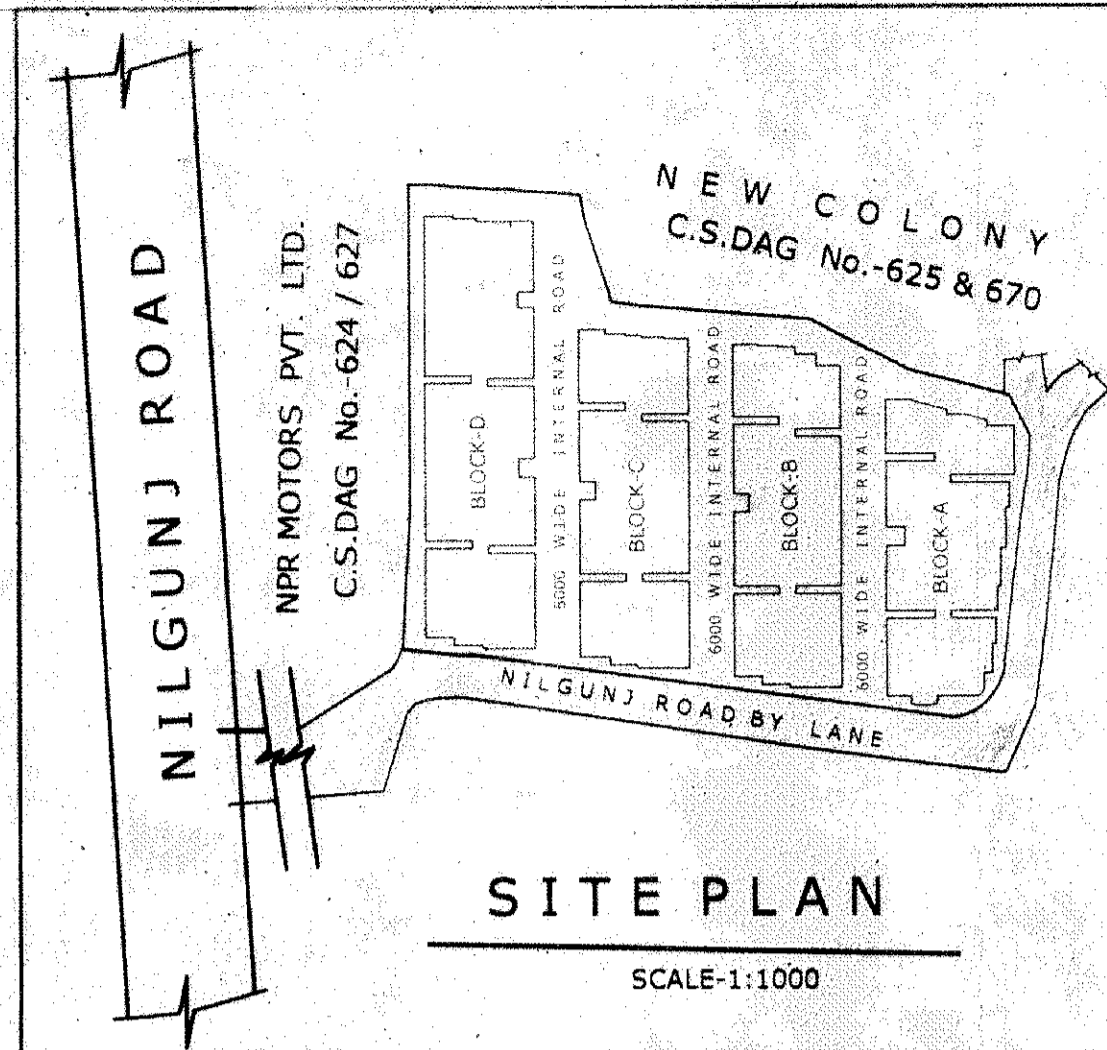 NILGUNJ ROAD
NPR MOTORS PVT. LTD.
C.S.DAG No.-624 / 627
NEW COLONY
C.S.DAG No.-625 & 670
BLOCK-D
6000 WIDE INTERNAL ROAD
BLOCK-C
6000 WIDE INTERNAL ROAD
BLOCK-B
6000 WIDE INTERNAL ROAD
BLOCK-A
NILGUNJ ROAD BY LANE
SITE PLAN
SCALE-1:1000